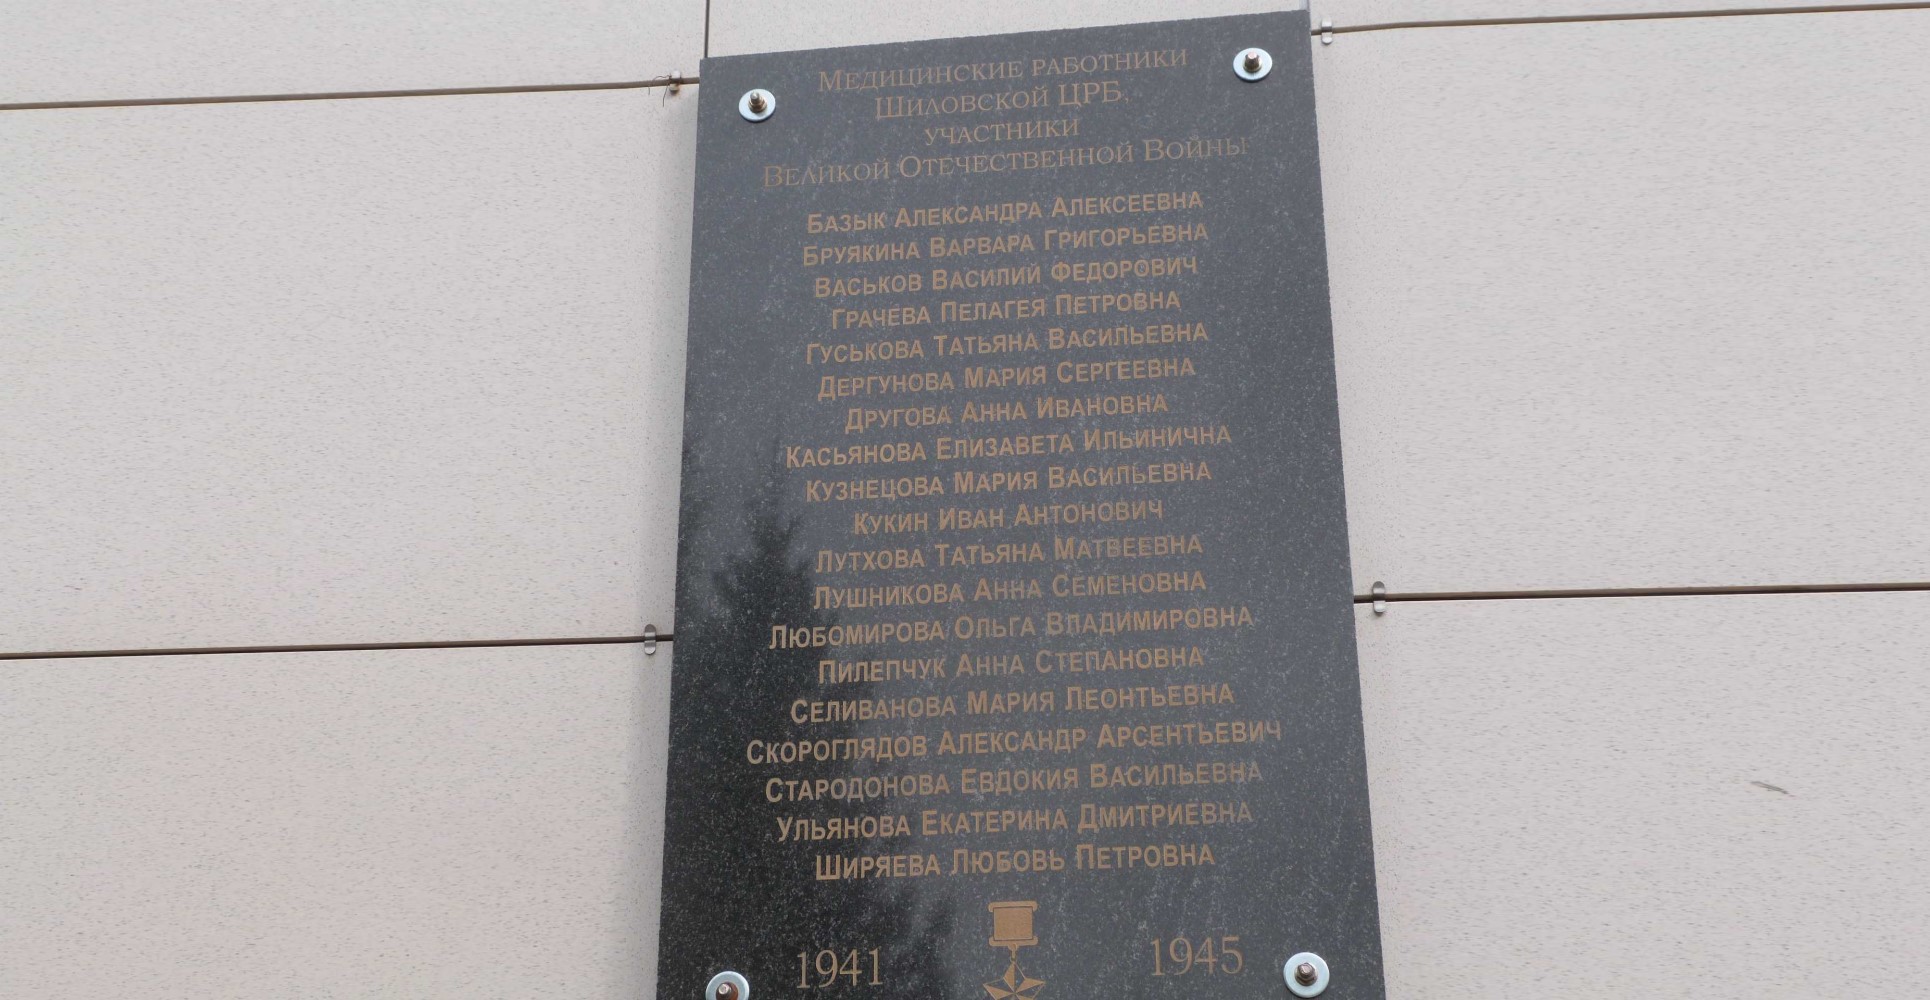 Медицинские работники
Шиловской ЦРБ,
участники
Великой Отечественной Войны
Базык Александра Алексеевна
Бруякина Варвара Григорьевна
Васьков Василий Федорович
Грачева Пелагея Петровна
Гуськова Татьяна Васильевна
Дергунова Мария Сергеевна
Другова Анна Ивановна
Касьянова Елизавета Ильинична
Кузнецова Мария Васильевна
Кукин Иван Антонович
Лутхова Татьяна Матвеевна
Лушникова Анна Семеновна
Любомирова Ольга Владимировна
Пилепчук Анна Степановна
Селиванова Мария Леонтьевна
Скороглядов Александр Арсентьевич
Стародонова Евдокия Васильевна
Ульянова Екатерина Дмитриевна
Ширяева Любовь Петровна
1941 1945